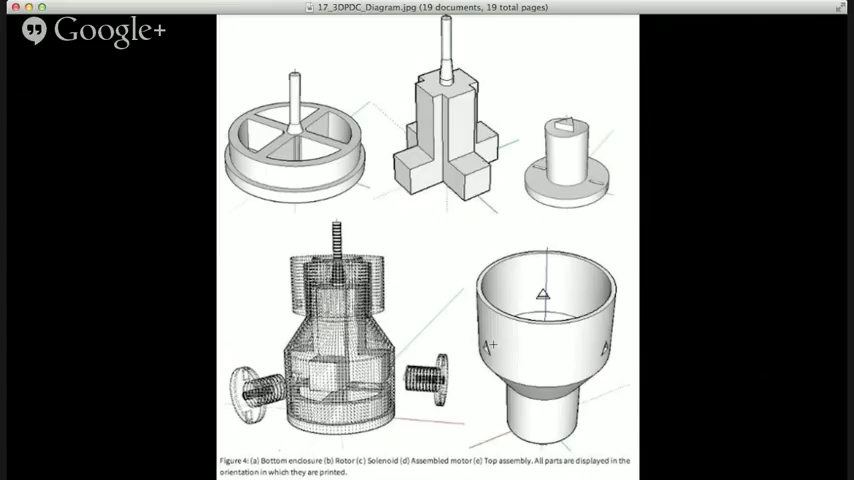 17_3DPDC_Diagram.jpg (19 documents, 19 total pages)
Google+
Figure 4: (a) Bottom enclosure (b) Rotor (c) Solenoid (d) Assembled motor (e) Top assembly. All parts are displayed in the
orientation in which they are printed.